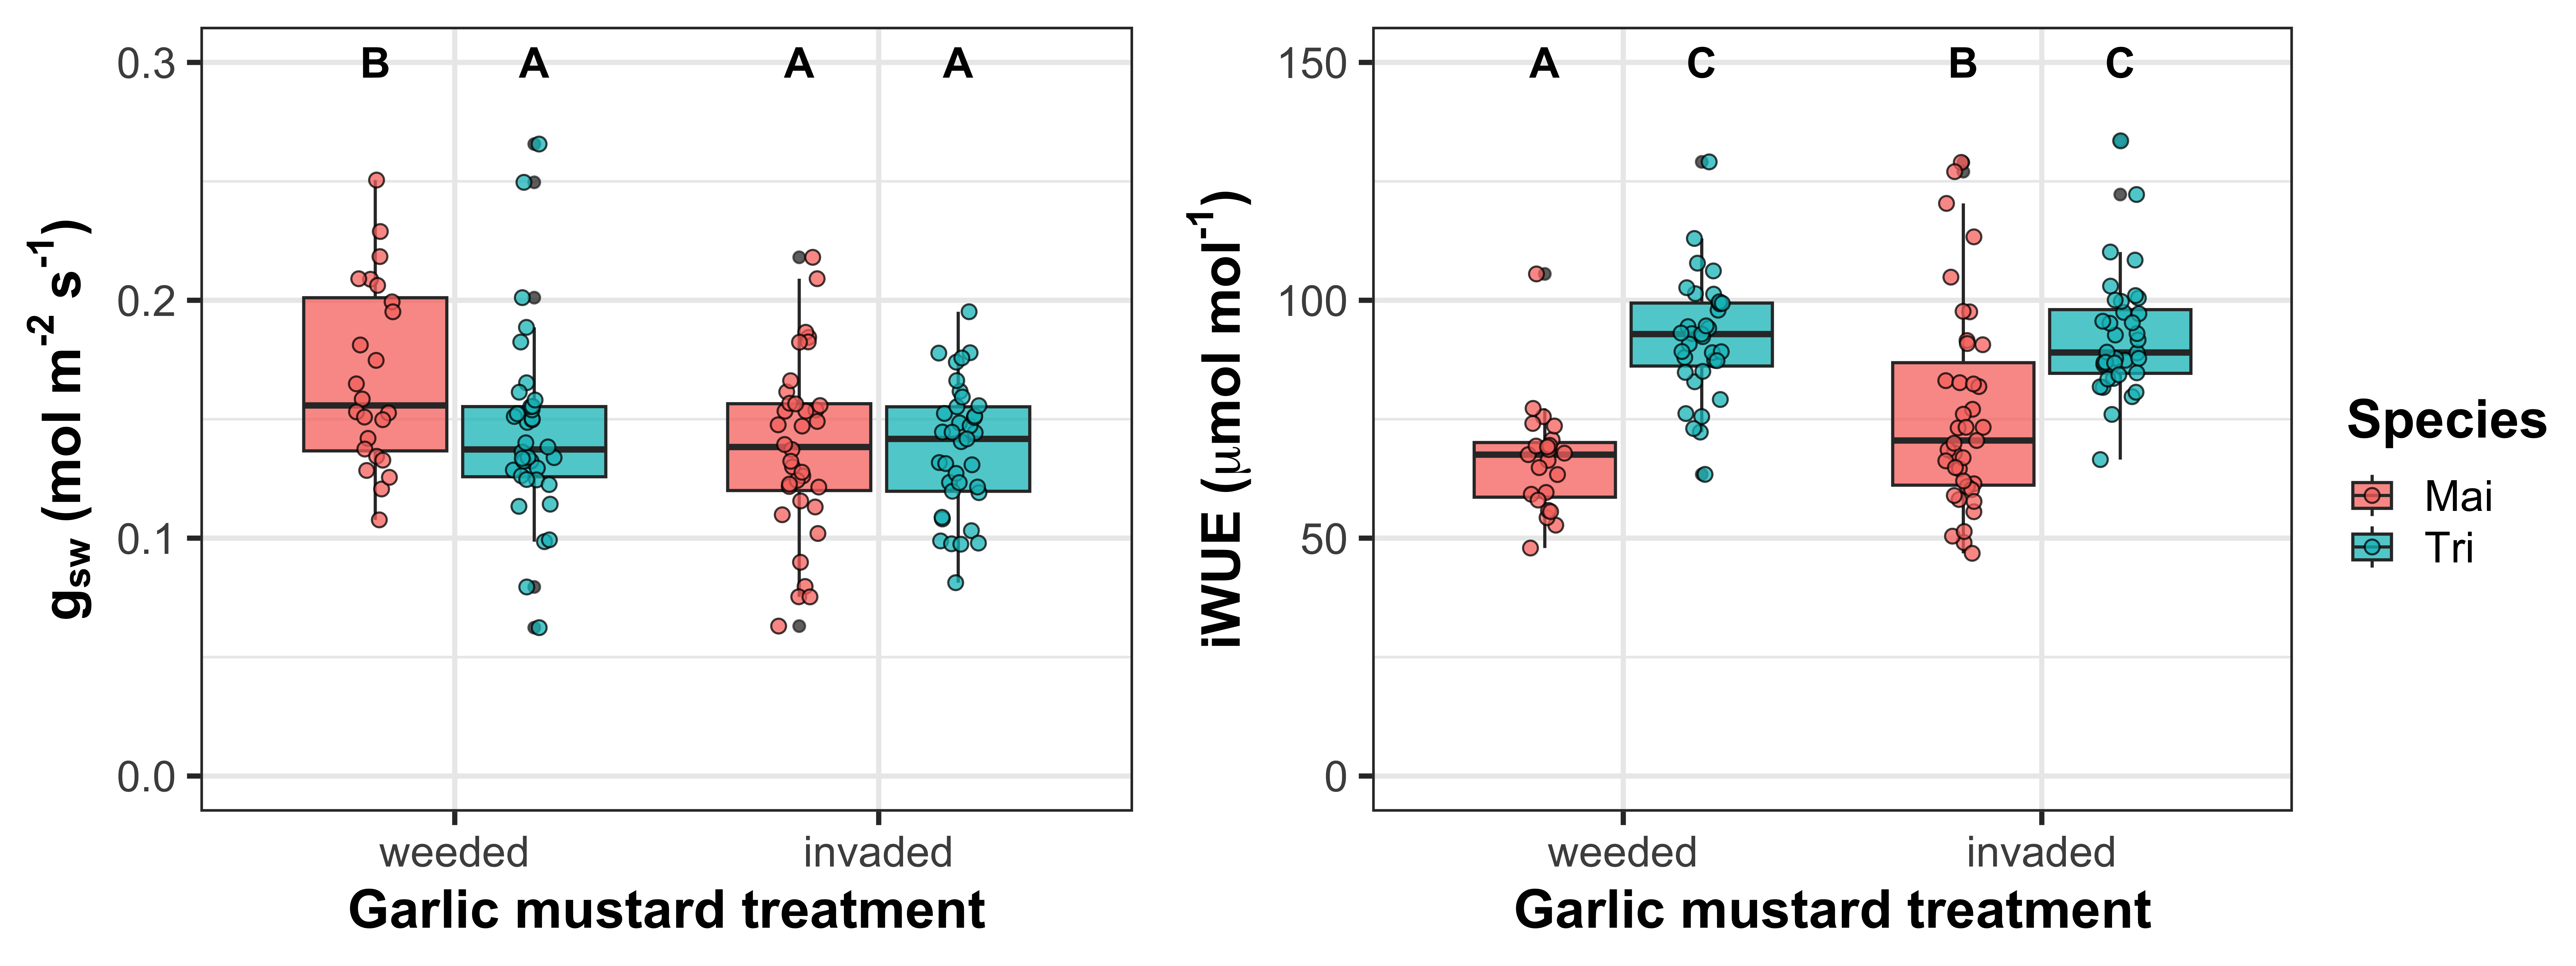 B A A A
0.3
0.2
0.1
0.0
gsw (mol m-2 s-1)
weeded invaded
Garlic mustard treatment
A C B C
150
100
50
0
iWUE (μmol mol-1)
weeded invaded
Garlic mustard treatment
Species
Mai
Tri